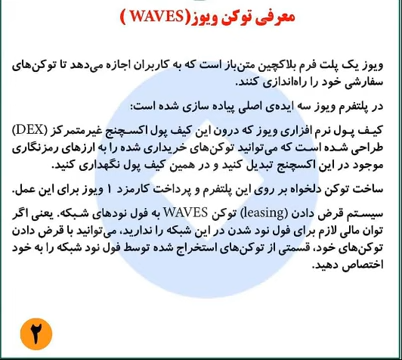 معرفی توکن ویوز(WAVES )
ویوز یک پلت فرم بلاکچین متن‌باز است که به کاربران اجازه می‌دهد تا توکن‌های
سفارشی خود را راه‌اندازی کنند.
در پلتفرم ویوز سه ایده‌ی اصلی پیاده سازی شده است:
کیف پول نرم افزاری ویوز که درون این کیف پول اکسچنج غیرمتمرکز (DEX)
طراحی شده است که می‌توانید توکن‌های خریداری شده را به ارزهای رمزنگاری
موجود در این اکسچنج تبدیل کنید و در همین کیف پول نگهداری کنید.
ساخت توکن دلخواه بر روی این پلتفرم و پرداخت کارمزد ۱ ویوز برای این عمل.
سیستم قرض دادن (leasing) توکن WAVES به فول نودهای شبکه. یعنی اگر
توان مالی لازم برای فول نود شدن در این شبکه را ندارید، می‌توانید با قرض دادن
توکن‌های خود، قسمتی از توکن‌های استخراج شده توسط فول نود شبکه را به خود
اختصاص دهید.
۲